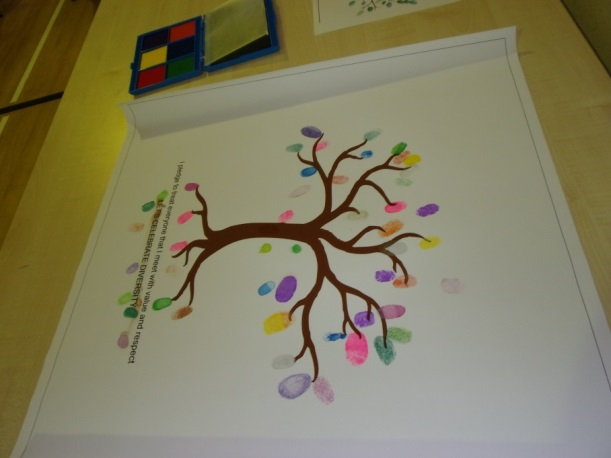 I pledge to treat everyone that I meet with value and respect
CELEBRATE DIVERSITY